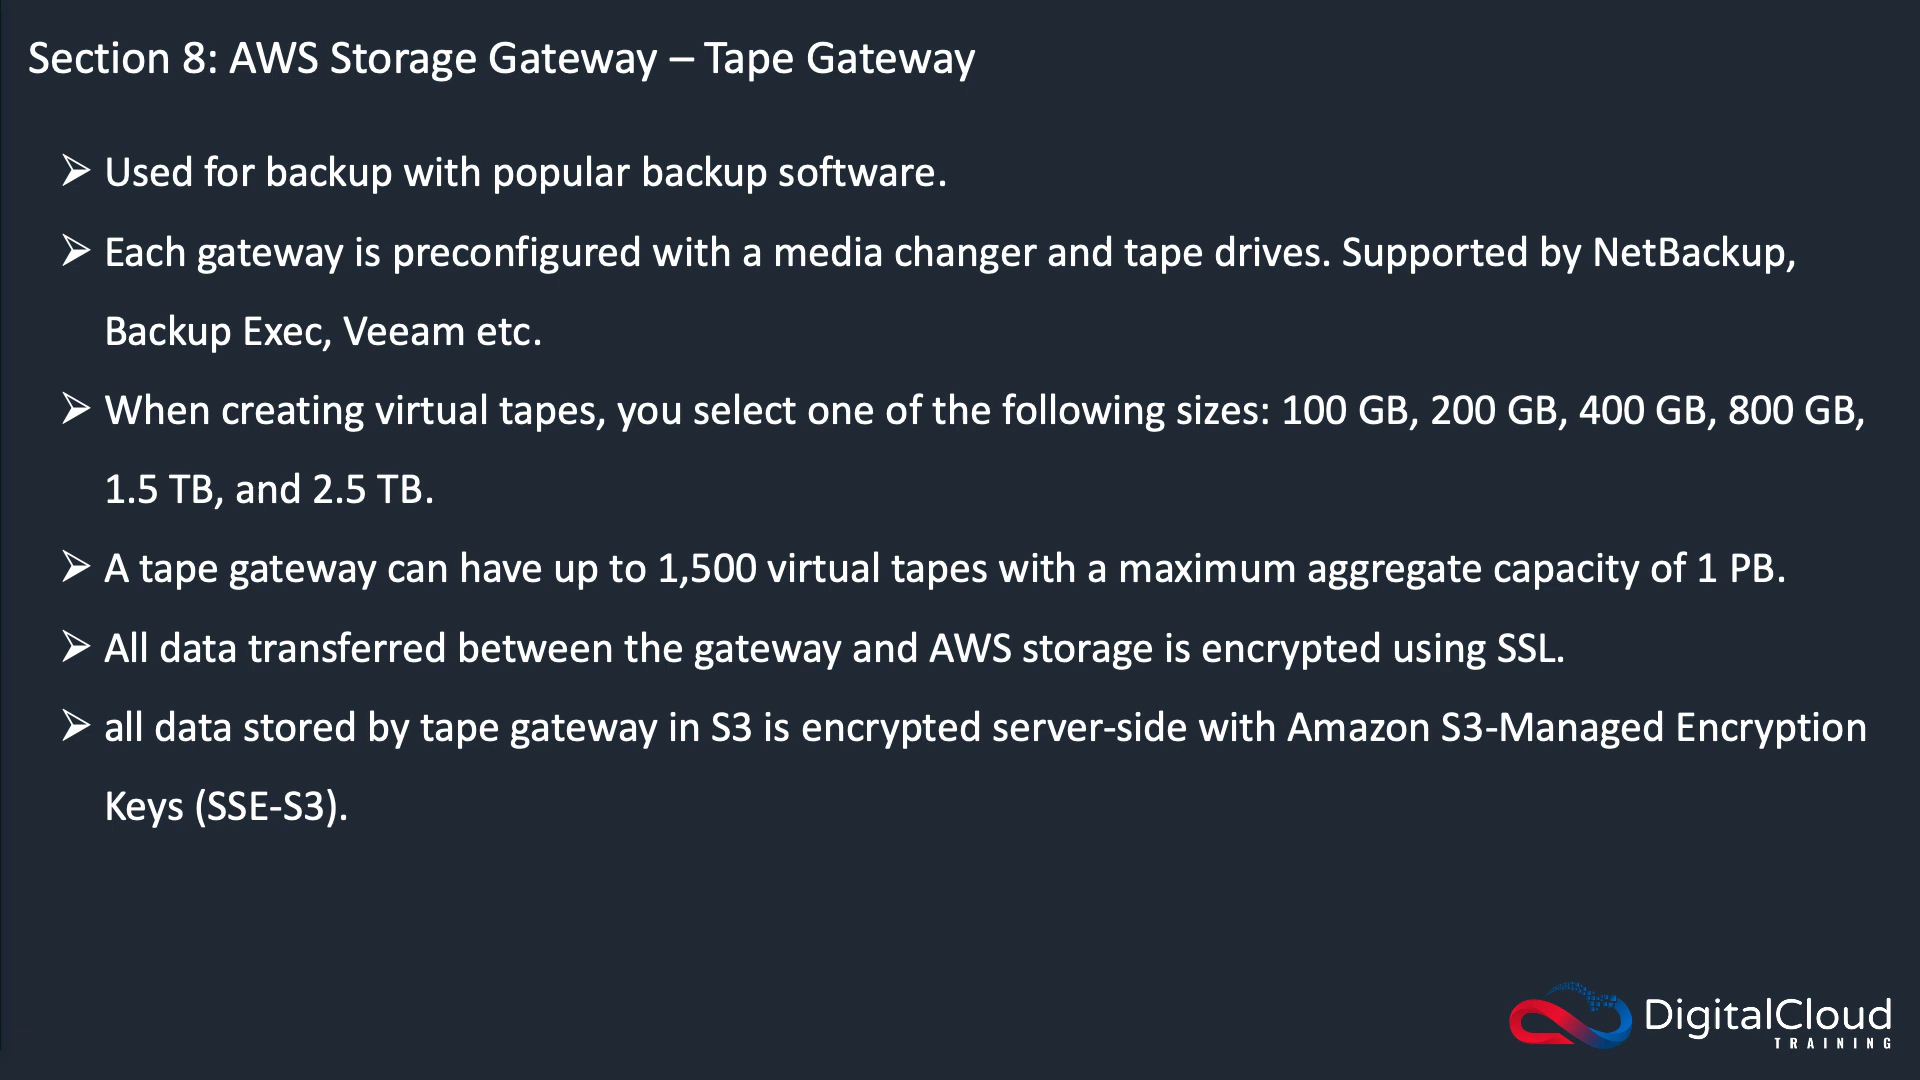 Section 8: AWS Storage Gateway – Tape Gateway
➢ Used for backup with popular backup software.
➢ Each gateway is preconfigured with a media changer and tape drives. Supported by NetBackup,
Backup Exec, Veeam etc.
➢ When creating virtual tapes, you select one of the following sizes: 100 GB, 200 GB, 400 GB, 800 GB,
1.5 TB, and 2.5 TB.
➢ A tape gateway can have up to 1,500 virtual tapes with a maximum aggregate capacity of 1 PB.
➢ All data transferred between the gateway and AWS storage is encrypted using SSL.
➢ all data stored by tape gateway in S3 is encrypted server-side with Amazon S3-Managed Encryption
Keys (SSE-S3).
DigitalCloud
TRAINING